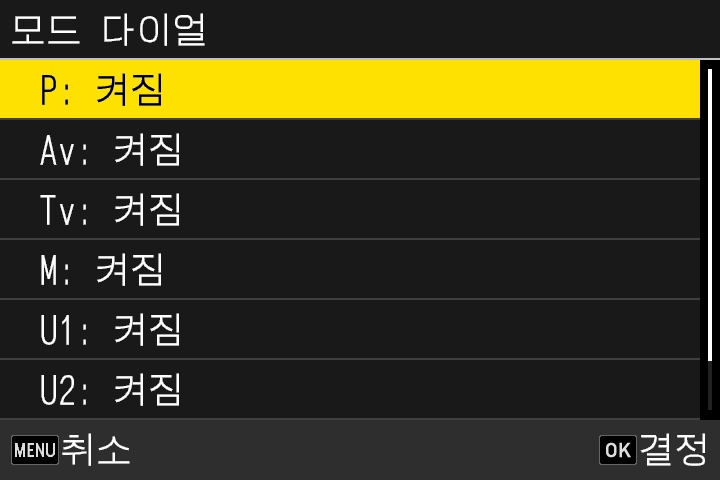 모드 다이얼
P: 켜짐
Av: 켜짐
Tv: 켜짐
M: 켜짐
U1: 켜짐
U2: 켜짐
MENU 취소 OK 결정